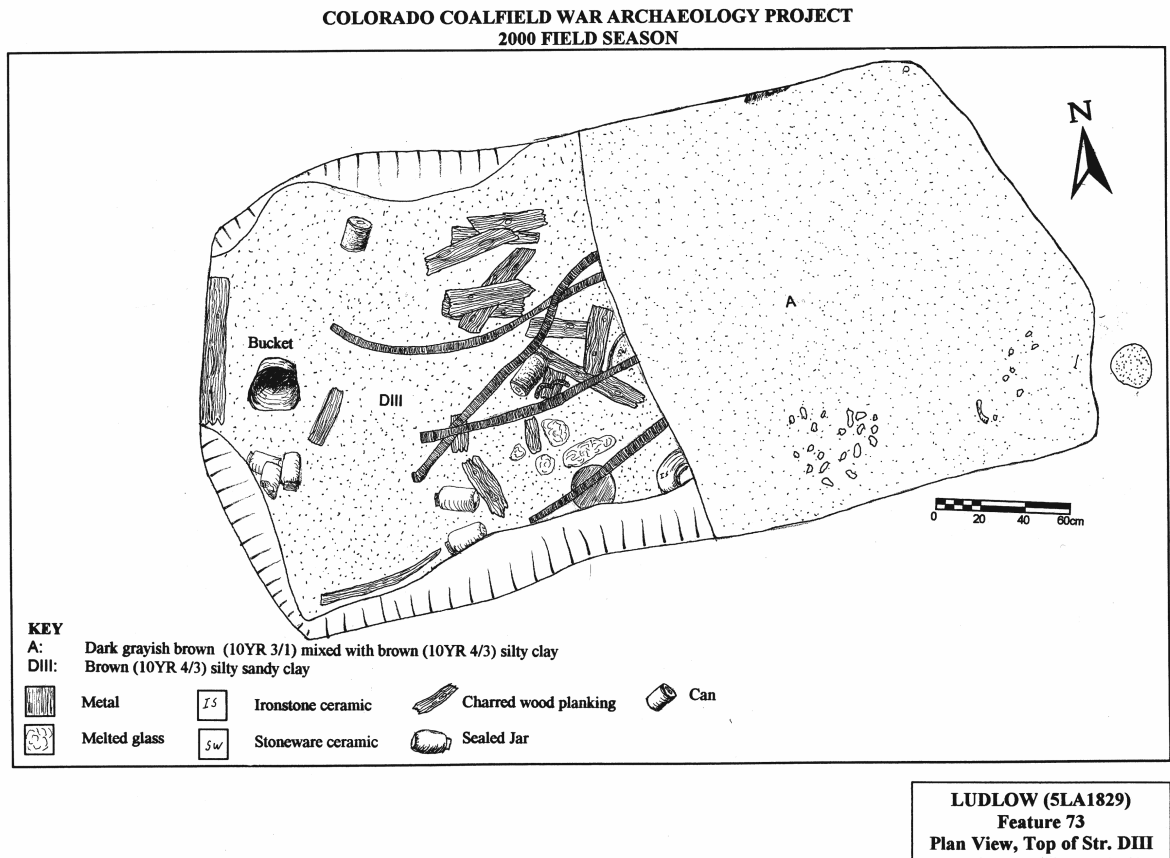 COLORADO COALFIELD WAR ARCHAEOLOGY PROJECT
2000 FIELD SEASON
N
A
Bucket
DIII
SW
IS
0 20 40 60cm
KEY
A: Dark grayish brown (10YR 3/1) mixed with brown (10YR 4/3) silty clay
DIII: Brown (10YR 4/3) silty sandy clay
Metal
IS Ironstone ceramic
Charred wood planking
Can
Melted glass
SW Stoneware ceramic
Sealed Jar
LUDLOW (5LA1829)
Feature 73
Plan View, Top of Str. DIII